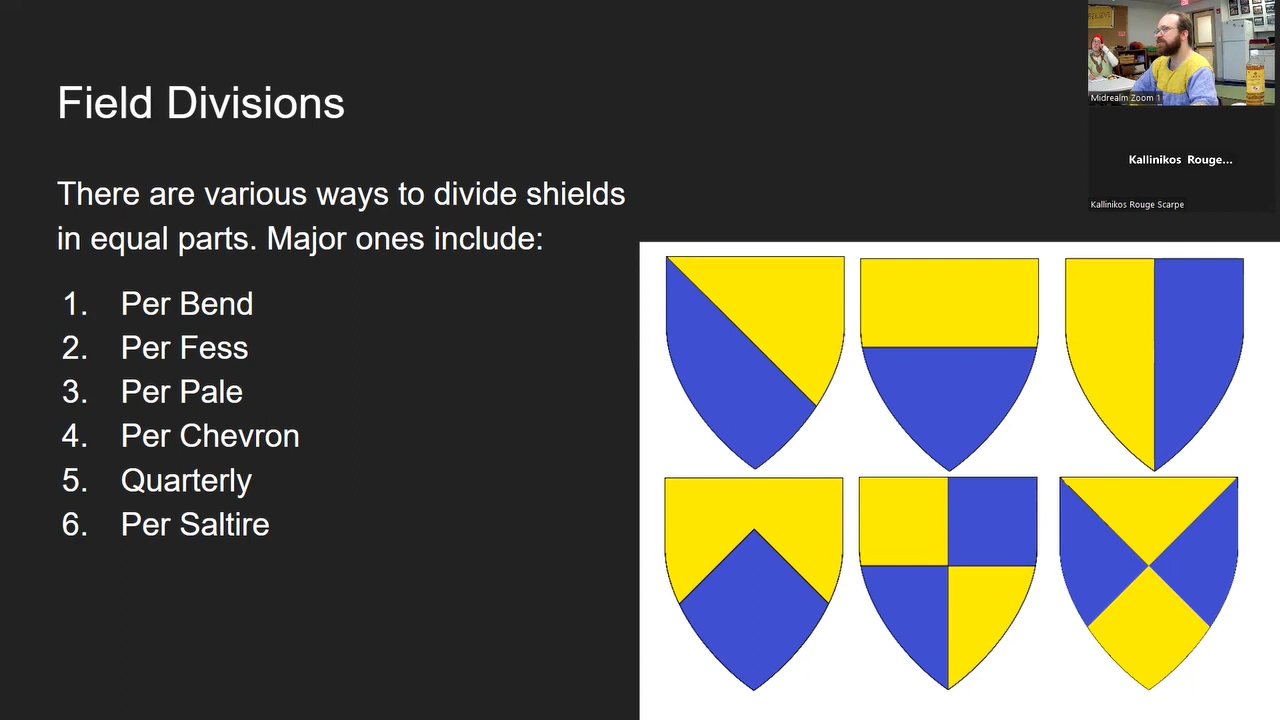 Field Divisions
There are various ways to divide shields
in equal parts. Major ones include:
1. Per Bend
2. Per Fess
3. Per Pale
4. Per Chevron
5. Quarterly
6. Per Saltire
Midrealm Zoom 1
Kallinikos Rouge...
Kallinikos Rouge Scarpe